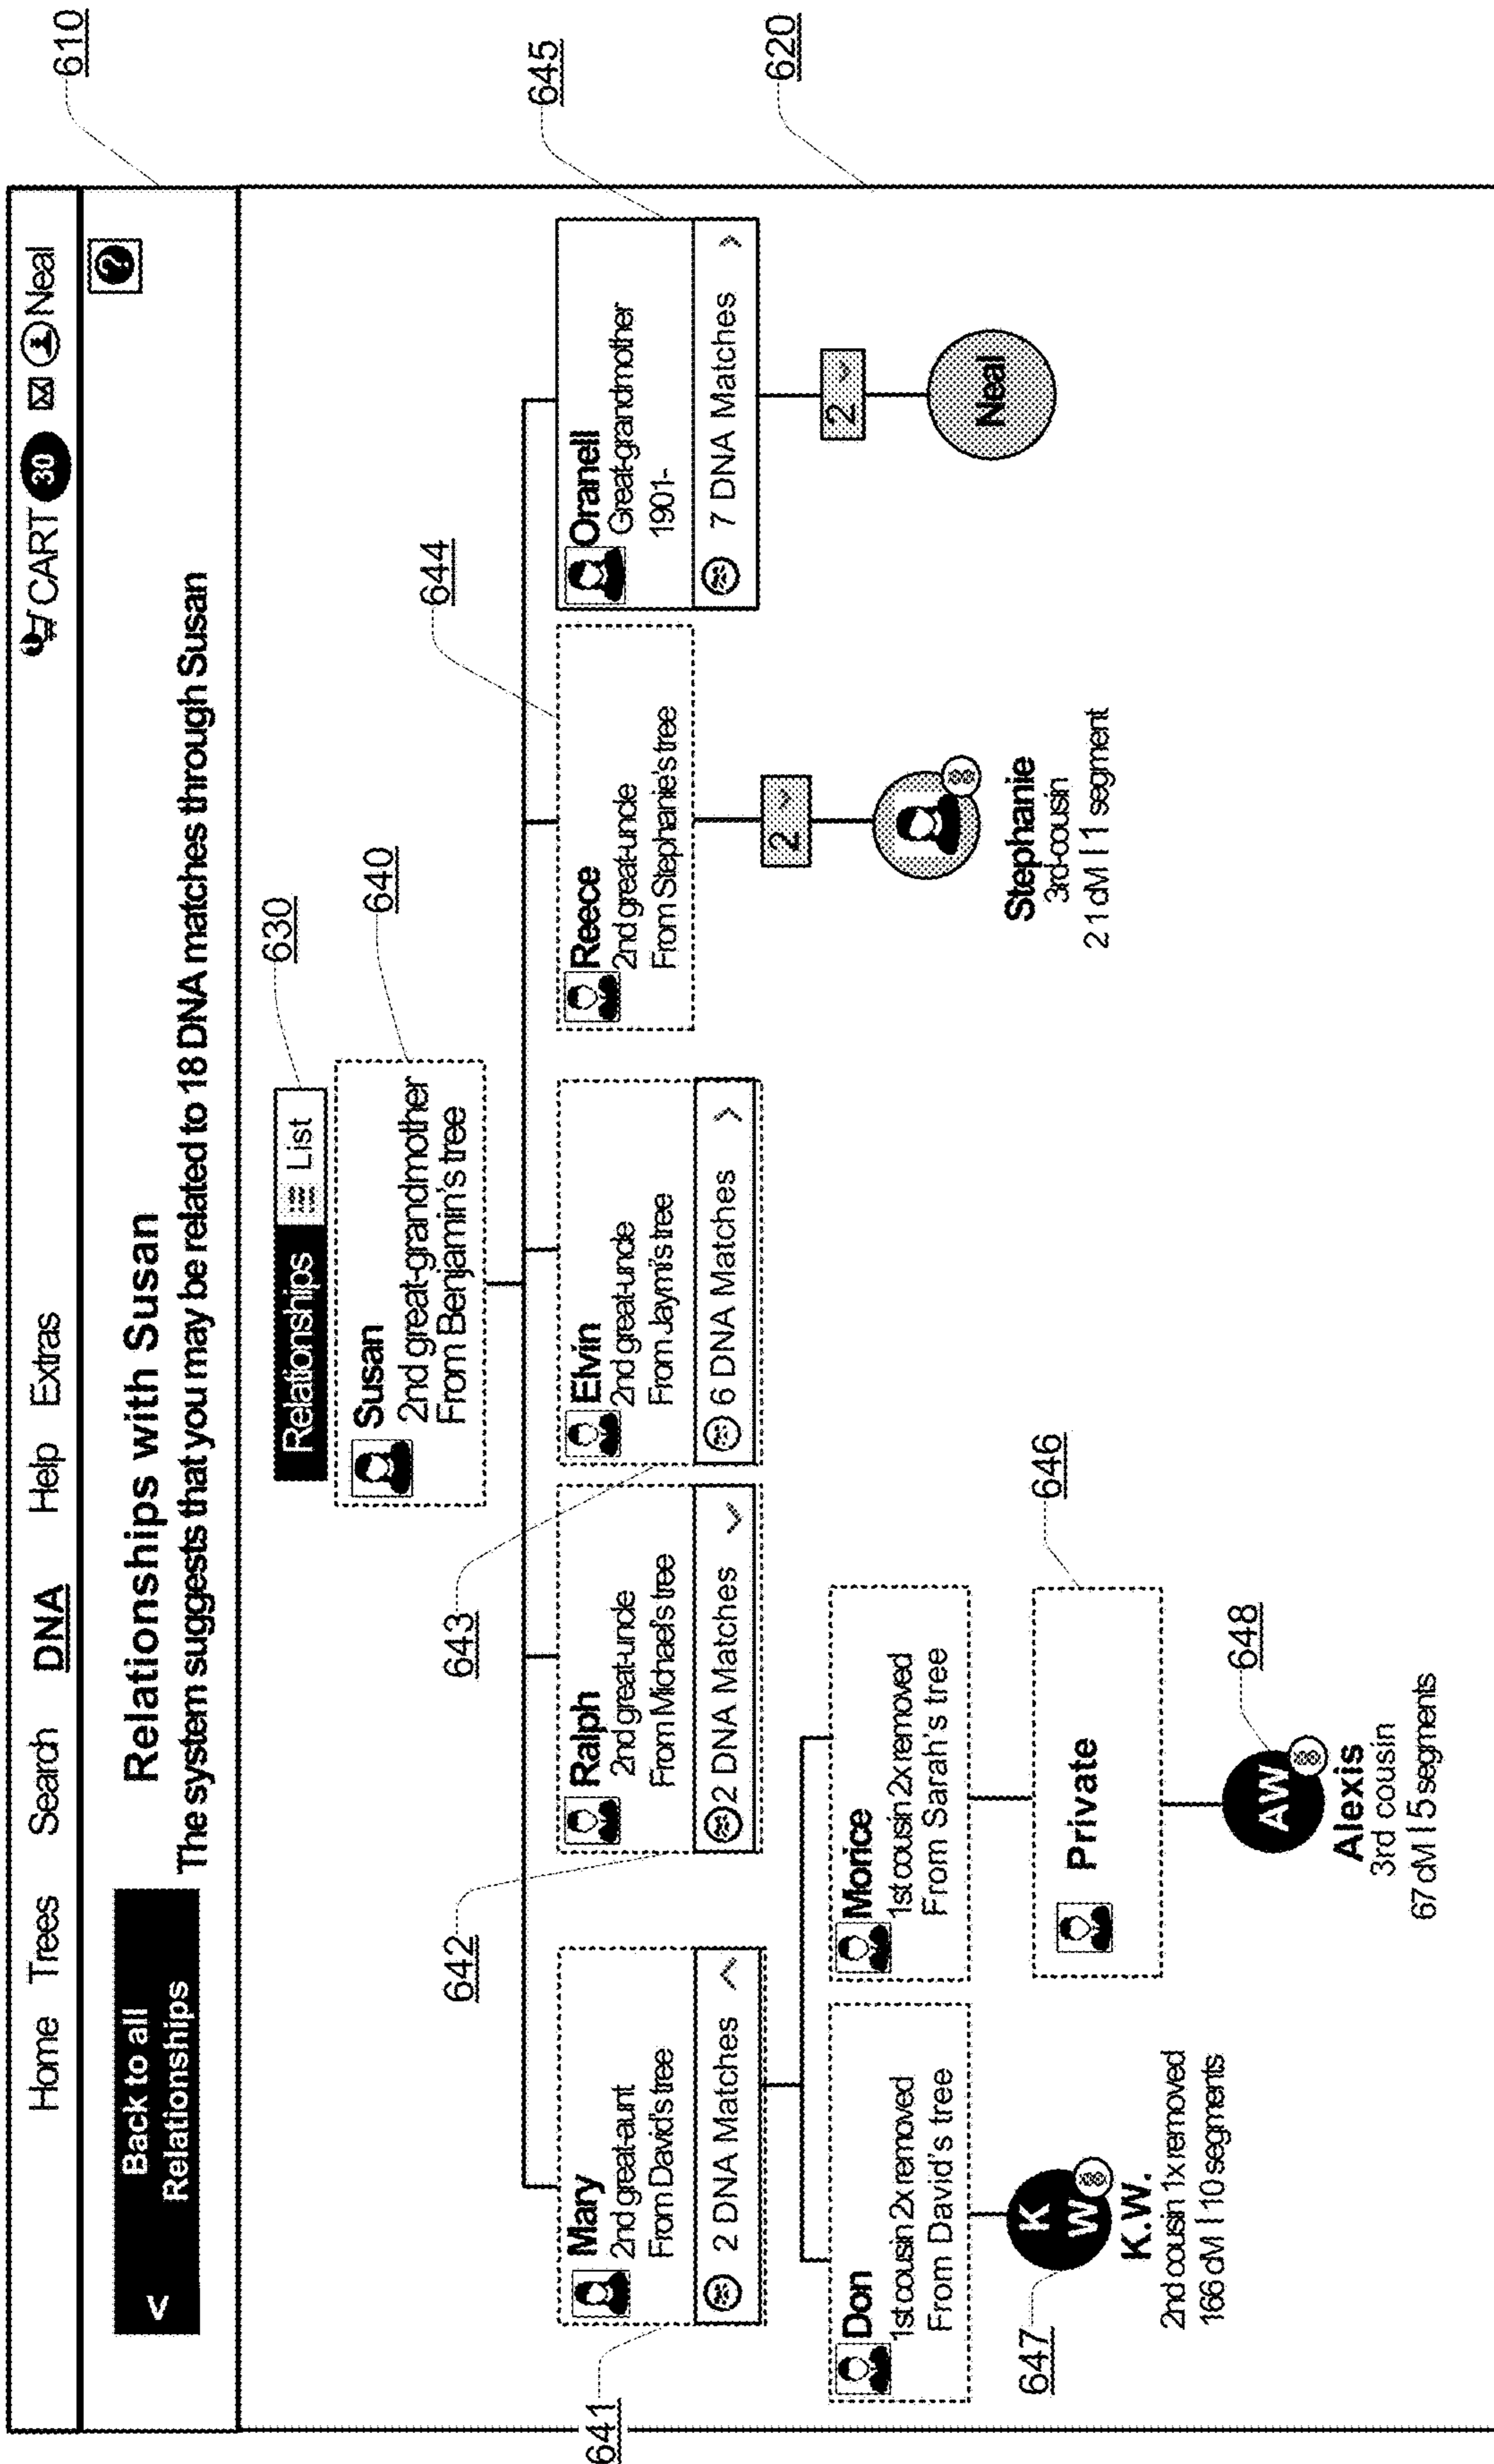 Home Trees Search DNA Help Extras CART 30 Neal
610
< Back to all
Relationships
Relationships with Susan
?
The system suggests that you may be related to 18 DNA matches through Susan
Relationships List
630
Susan
2nd great-grandmother
From Benjamin's tree
640
641
Mary
2nd great-aunt
From David's tree
2 DNA Matches
642
Ralph
2nd great-uncle
From Michael's tree
2 DNA Matches
643
Elvin
2nd great-uncle
From Jaymi's tree
6 DNA Matches
644
Reece
2nd great-uncle
From Stephanie's tree
645
Oranell
Great-grandmother
1901-
7 DNA Matches
620
Don
1st cousin 2x removed
From David's tree
Morice
1st cousin 2x removed
From Sarah's tree
2
2
646
Private
647
K
W
K.W.
2nd cousin 1x removed
166 cM | 10 segments
648
AW
Alexis
3rd cousin
67 cM | 5 segments
Stephanie
3rd-cousin
21 cM | 1 segment
Neal